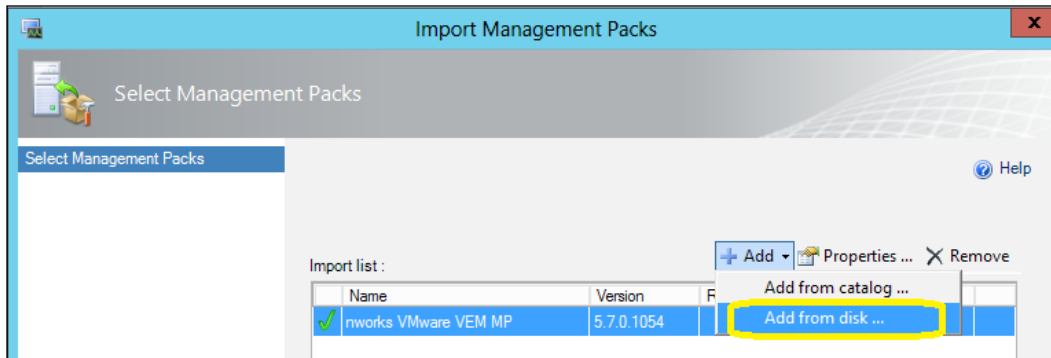 Import Management Packs
x
Select Management Packs
Select Management Packs
Help
Import list :
Add Properties ... Remove
Name Version R
Add from catalog ...
nworks VMware VEM MP 5.7.0.1054
Add from disk ...